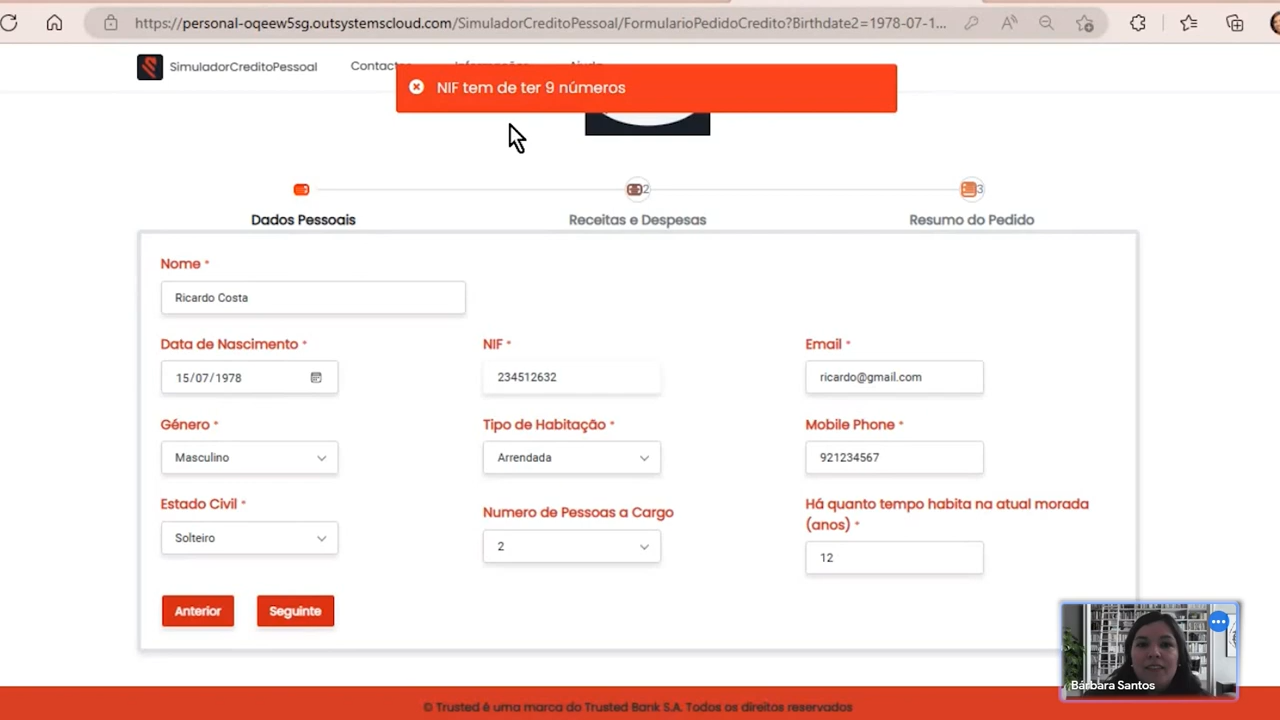 https://personal-oqeew5sg.outsystemscloud.com/SimuladorCreditoPessoal/FormularioPedidoCredito?Birthdate2=1978-07-1...
SimuladorCreditoPessoal
NIF tem de ter 9 números
2
3
Dados Pessoais
Receitas e Despesas
Resumo do Pedido
Nome *
Ricardo Costa
Data de Nascimento *
NIF *
Email *
15/07/1978
234512632
ricardo@gmail.com
Género *
Tipo de Habitação *
Mobile Phone *
Masculino
Arrendada
921234567
Estado Civil *
Numero de Pessoas a Cargo
Há quanto tempo habita na atual morada
(anos) *
Solteiro
2
12
Anterior
Seguinte
Bárbara Santos
© Trusted é uma marca do Trusted Bank S.A. Todos os direitos reservados